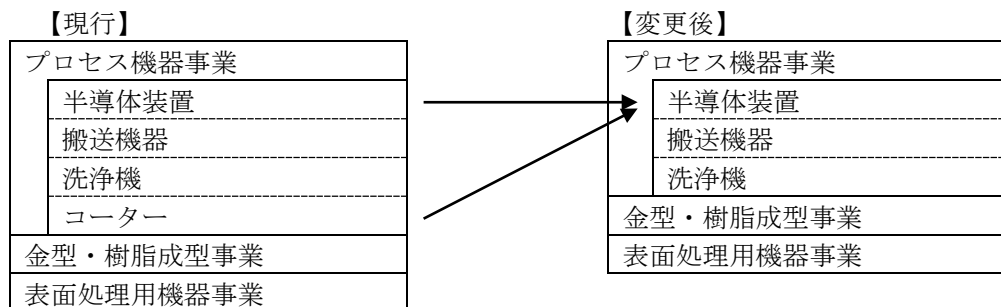 【現行】
プロセス機器事業
半導体装置
搬送機器
洗浄機
コーター
金型・樹脂成型事業
表面処理用機器事業
【変更後】
プロセス機器事業
半導体装置
搬送機器
洗浄機
金型・樹脂成型事業
表面処理用機器事業